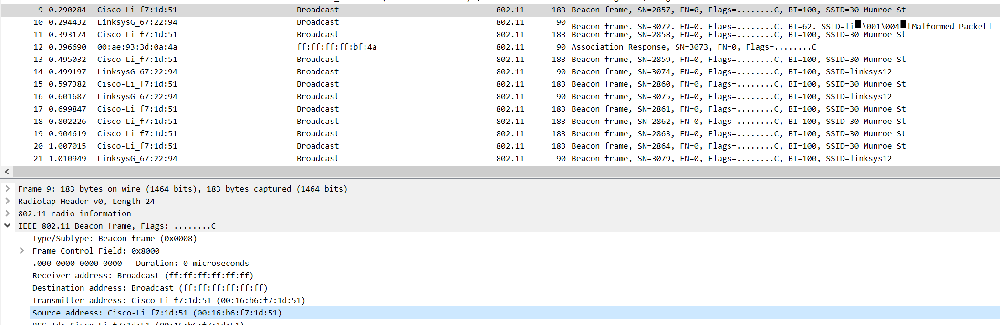 9 0.290284 Cisco-Li_f7:1d:51 Broadcast 802.11 183 Beacon frame, SN=2857, FN=0, Flags=........C, BI=100, SSID=30 Munroe St
10 0.294432 LinksysG_67:22:94 Broadcast 802.11 90 Beacon frame, SN=3072, FN=0, Flags=........C, BI=62, SSID=li■\001\004■[Malformed Packet]
11 0.393174 Cisco-Li_f7:1d:51 Broadcast 802.11 183 Beacon frame, SN=2858, FN=0, Flags=........C, BI=100, SSID=30 Munroe St
12 0.396690 00:ae:93:3d:0a:4a ff:ff:ff:ff:bf:4a 802.11 90 Association Response, SN=3073, FN=0, Flags=........C
13 0.495032 Cisco-Li_f7:1d:51 Broadcast 802.11 183 Beacon frame, SN=2859, FN=0, Flags=........C, BI=100, SSID=30 Munroe St
14 0.499197 LinksysG_67:22:94 Broadcast 802.11 90 Beacon frame, SN=3074, FN=0, Flags=........C, BI=100, SSID=linksys12
15 0.597382 Cisco-Li_f7:1d:51 Broadcast 802.11 183 Beacon frame, SN=2860, FN=0, Flags=........C, BI=100, SSID=30 Munroe St
16 0.601687 LinksysG_67:22:94 Broadcast 802.11 90 Beacon frame, SN=3075, FN=0, Flags=........C, BI=100, SSID=linksys12
17 0.699847 Cisco-Li_f7:1d:51 Broadcast 802.11 183 Beacon frame, SN=2861, FN=0, Flags=........C, BI=100, SSID=30 Munroe St
18 0.802226 Cisco-Li_f7:1d:51 Broadcast 802.11 183 Beacon frame, SN=2862, FN=0, Flags=........C, BI=100, SSID=30 Munroe St
19 0.904619 Cisco-Li_f7:1d:51 Broadcast 802.11 183 Beacon frame, SN=2863, FN=0, Flags=........C, BI=100, SSID=30 Munroe St
20 1.007015 Cisco-Li_f7:1d:51 Broadcast 802.11 183 Beacon frame, SN=2864, FN=0, Flags=........C, BI=100, SSID=30 Munroe St
21 1.010949 LinksysG_67:22:94 Broadcast 802.11 90 Beacon frame, SN=3079, FN=0, Flags=........C, BI=100, SSID=linksys12
Frame 9: 183 bytes on wire (1464 bits), 183 bytes captured (1464 bits)
Radiotap Header v0, Length 24
802.11 radio information
IEEE 802.11 Beacon frame, Flags: ........C
Type/Subtype: Beacon frame (0x0008)
Frame Control Field: 0x8000
.000 0000 0000 0000 = Duration: 0 microseconds
Receiver address: Broadcast (ff:ff:ff:ff:ff:ff)
Destination address: Broadcast (ff:ff:ff:ff:ff:ff)
Transmitter address: Cisco-Li_f7:1d:51 (00:16:b6:f7:1d:51)
Source address: Cisco-Li_f7:1d:51 (00:16:b6:f7:1d:51)
BSS Id: Cisco-Li_f7:1d:51 (00:16:b6:f7:1d:51)